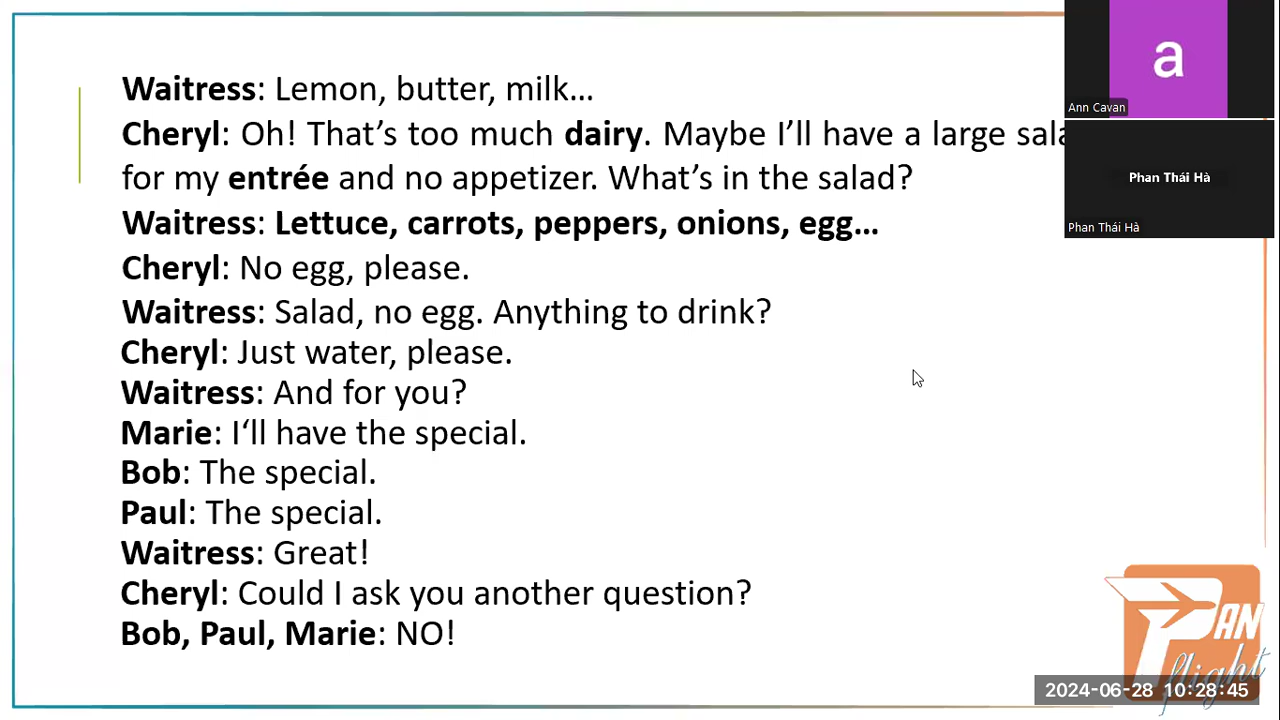 Waitress: Lemon, butter, milk…
Cheryl: Oh! That’s too much dairy. Maybe I’ll have a large
for my entrée and no appetizer. What’s in the salad?
Waitress: Lettuce, carrots, peppers, onions, egg…
Cheryl: No egg, please.
Waitress: Salad, no egg. Anything to drink?
Cheryl: Just water, please.
Waitress: And for you?
Marie: I‘ll have the special.
Bob: The special.
Paul: The special.
Waitress: Great!
Cheryl: Could I ask you another question?
Bob, Paul, Marie: NO!
a
Ann Cavan
Phan Thái Hà
Phan Thái Hà
PAN
flight
2024-06-28 10:28:45